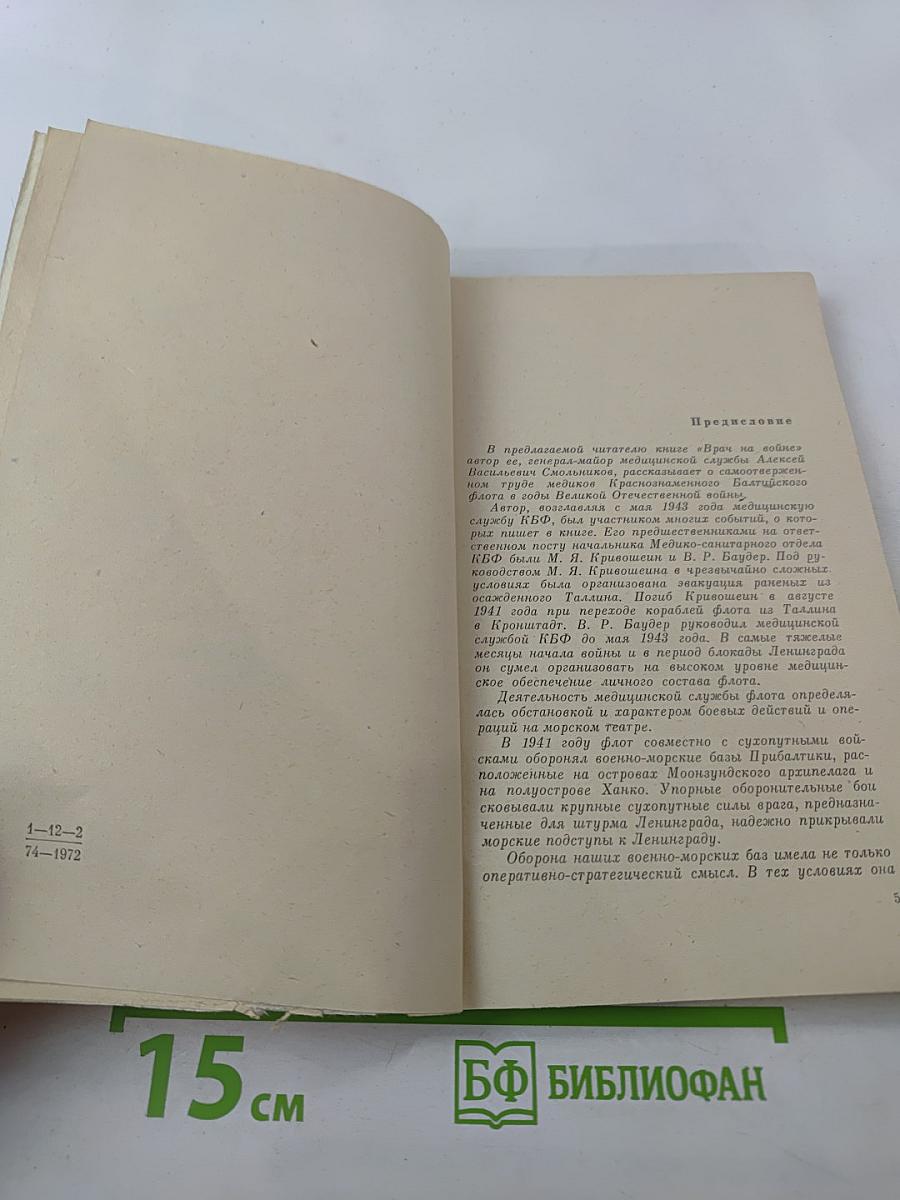 1—12—2
74—1972
Предисловие
В предлагаемой читателю книге «Врач на войне»
автор ее, генерал-майор медицинской службы Алексей
Васильевич Смольников, рассказывает о самоотвержен-
ном труде медиков Краснознаменного Балтийского
флота в годы Великой Отечественной войны.
Автор, возглавляя с мая 1943 года медицинскую
службу КБФ, был участником многих событий, о кото-
рых пишет в книге. Его предшественниками на ответ-
ственном посту начальника Медико-санитарного отдела
КБФ были М. Я. Кривошеин и В. Р. Баудер. Под ру-
ководством М. Я. Кривошеина в чрезвычайно сложных
условиях была организована эвакуация раненых из
осажденного Таллина. Погиб Кривошеин в августе
1941 года при переходе кораблей флота из Таллина
в Кронштадт. В. Р. Баудер руководил медицинской
службой КБФ до мая 1943 года. В самые тяжелые
месяцы начала войны и в период блокады Ленинграда
он сумел организовать на высоком уровне медицин-
ское обеспечение личного состава флота.
Деятельность медицинской службы флота определя-
лась обстановкой и характером боевых действий и опе-
раций на морском театре.
В 1941 году флот совместно с сухопутными вой-
сками оборонял военно-морские базы Прибалтики, рас-
положенные на островах Моонзундского архипелага и
на полуострове Ханко. Упорные оборонительные бои
сковывали крупные сухопутные силы врага, предназна-
ченные для штурма Ленинграда, надежно прикрывали
морские подступы к Ленинграду.
Оборона наших военно-морских баз имела не только
оперативно-стратегический смысл. В тех условиях она
5
15 см
БФ БИБЛИОФАН